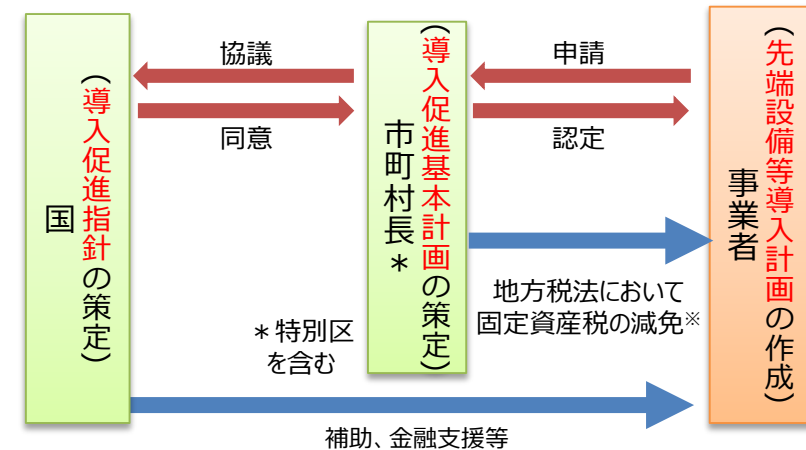 国
（導入促進指針の策定）
協議
同意
市町村長＊
（導入促進基本計画の策定）
申請
認定
事業者
（先端設備等導入計画の作成）
地方税法において
固定資産税の減免※
＊特別区
を含む
補助、金融支援等